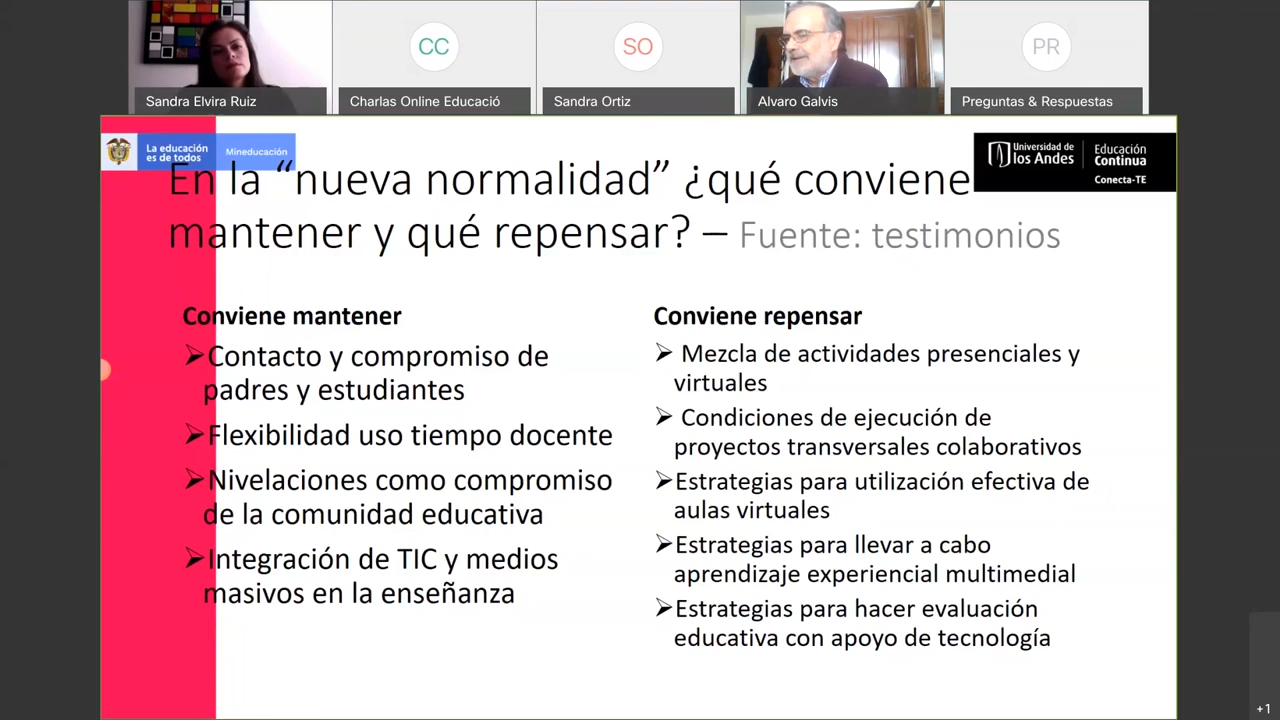 CC
SO
PR
Sandra Elvira Ruiz
Charlas Online Educació
Sandra Ortiz
Alvaro Galvis
Preguntas & Respuestas
La educación
es de todos
Mineducación
Universidad de
los Andes
Educación
Continua
Conecta-TE
En la “nueva normalidad” ¿qué conviene
mantener y qué repensar? – Fuente: testimonios
Conviene mantener
Contacto y compromiso de
padres y estudiantes
Flexibilidad uso tiempo docente
Nivelaciones como compromiso
de la comunidad educativa
Integración de TIC y medios
masivos en la enseñanza
Conviene repensar
Mezcla de actividades presenciales y
virtuales
Condiciones de ejecución de
proyectos transversales colaborativos
Estrategias para utilización efectiva de
aulas virtuales
Estrategias para llevar a cabo
aprendizaje experiencial multimedial
Estrategias para hacer evaluación
educativa con apoyo de tecnología
+1